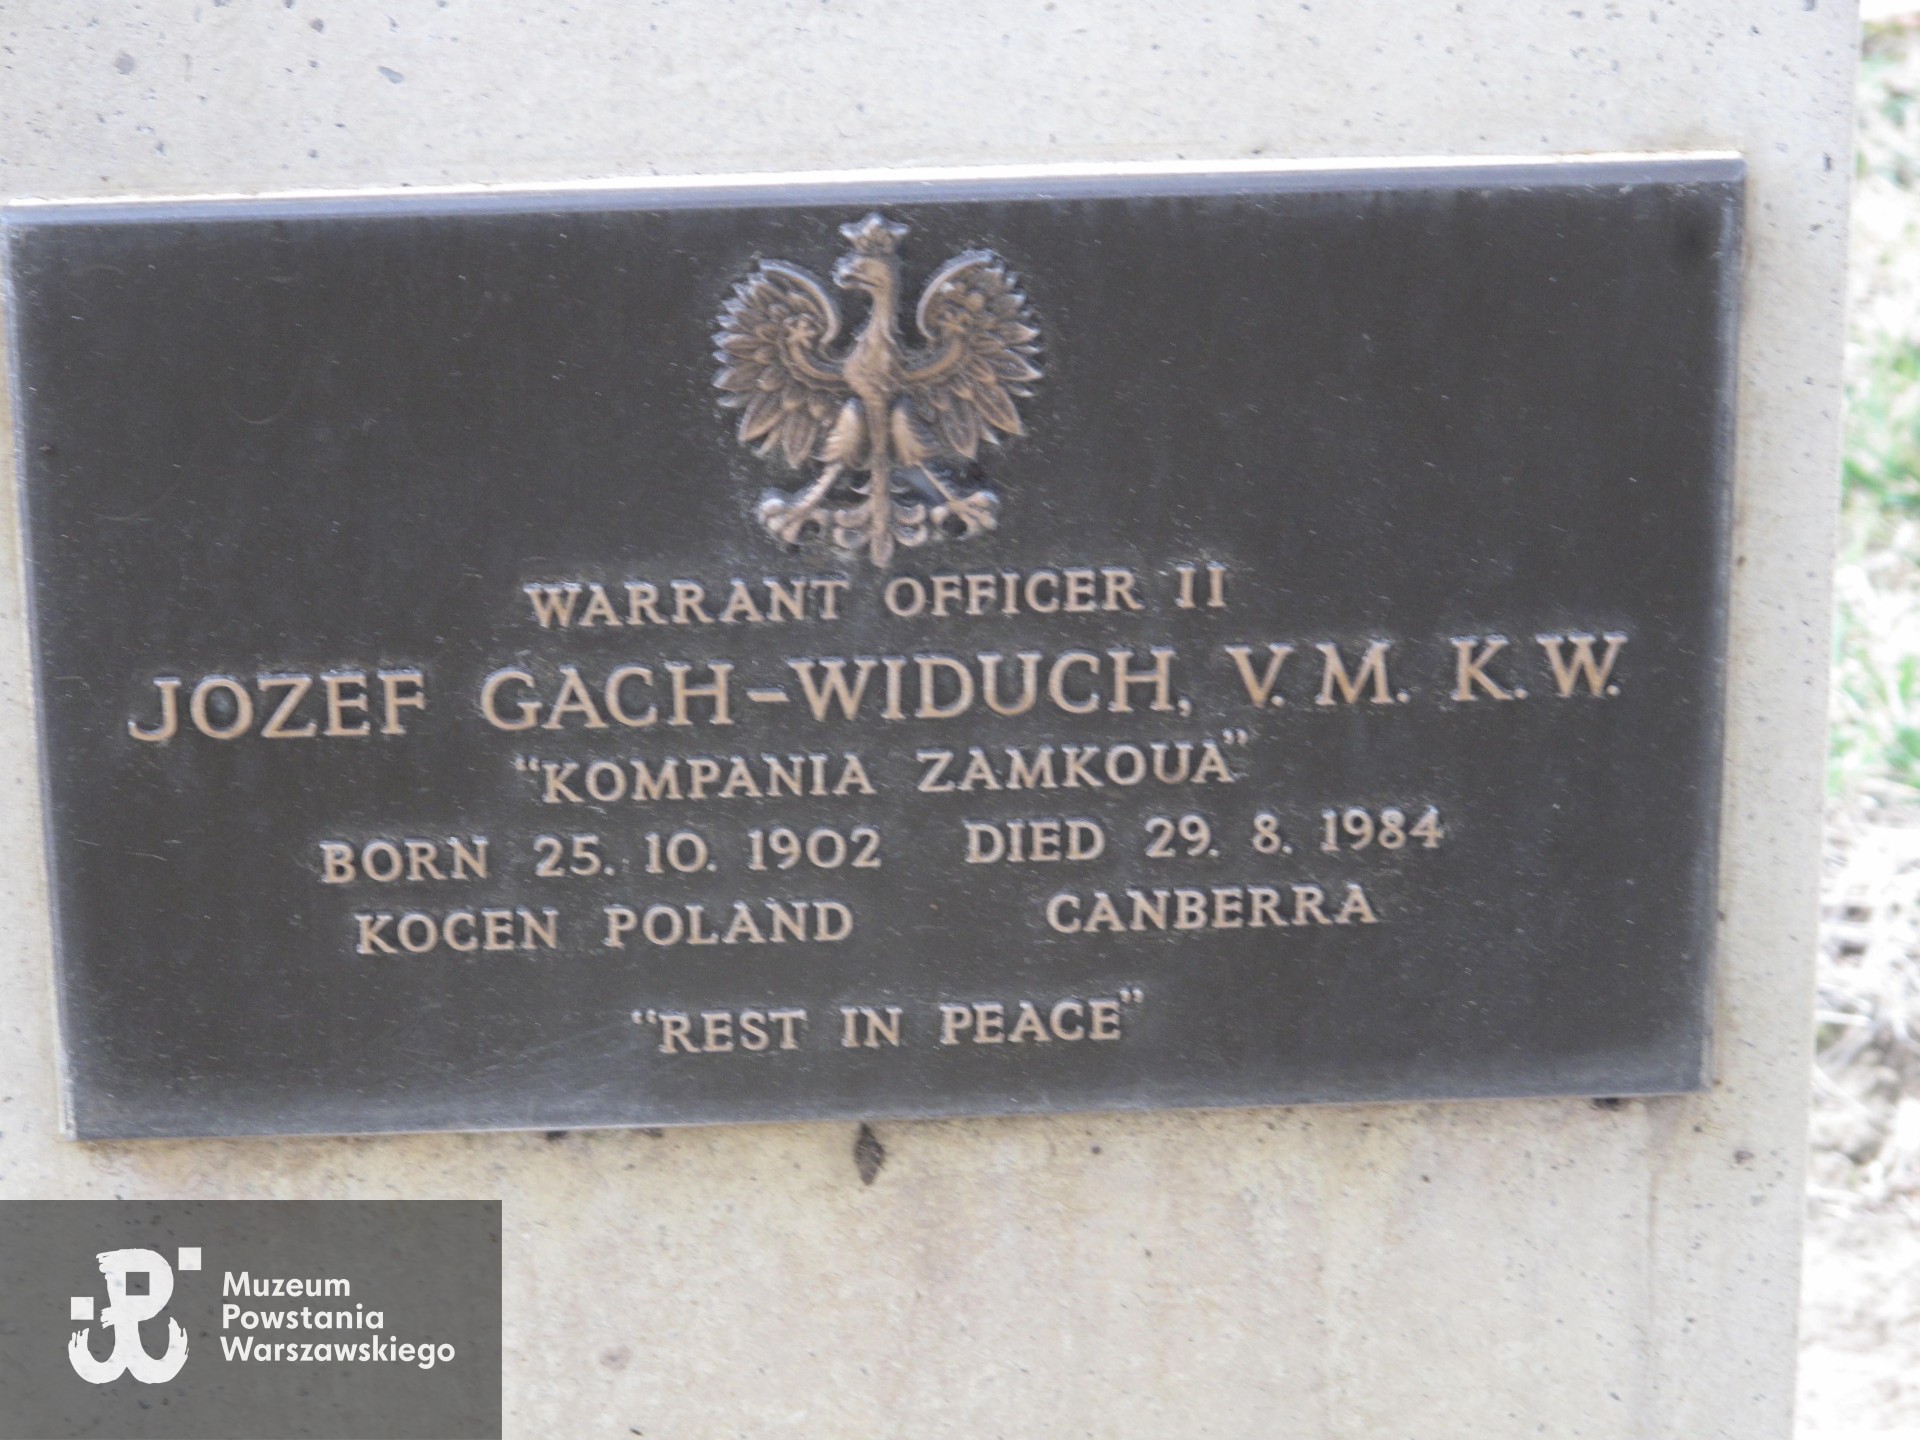 WARRANT OFFICER II
JOZEF GACH-WIDUCH, V.M. K.W.
"KOMPANIA ZAMKOUA"
BORN 25. 10. 1902 DIED 29. 8. 1984
KOCEN POLAND CANBERRA
"REST IN PEACE"
Muzeum
Powstania
Warszawskiego